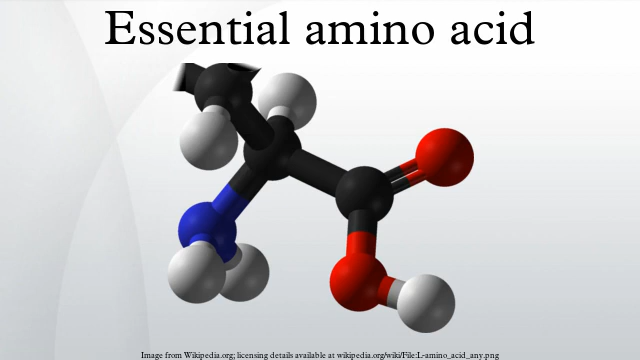 Essential amino acid
Image from Wikipedia.org; licensing details available at wikipedia.org/wiki/File:L-amino_acid_any.png